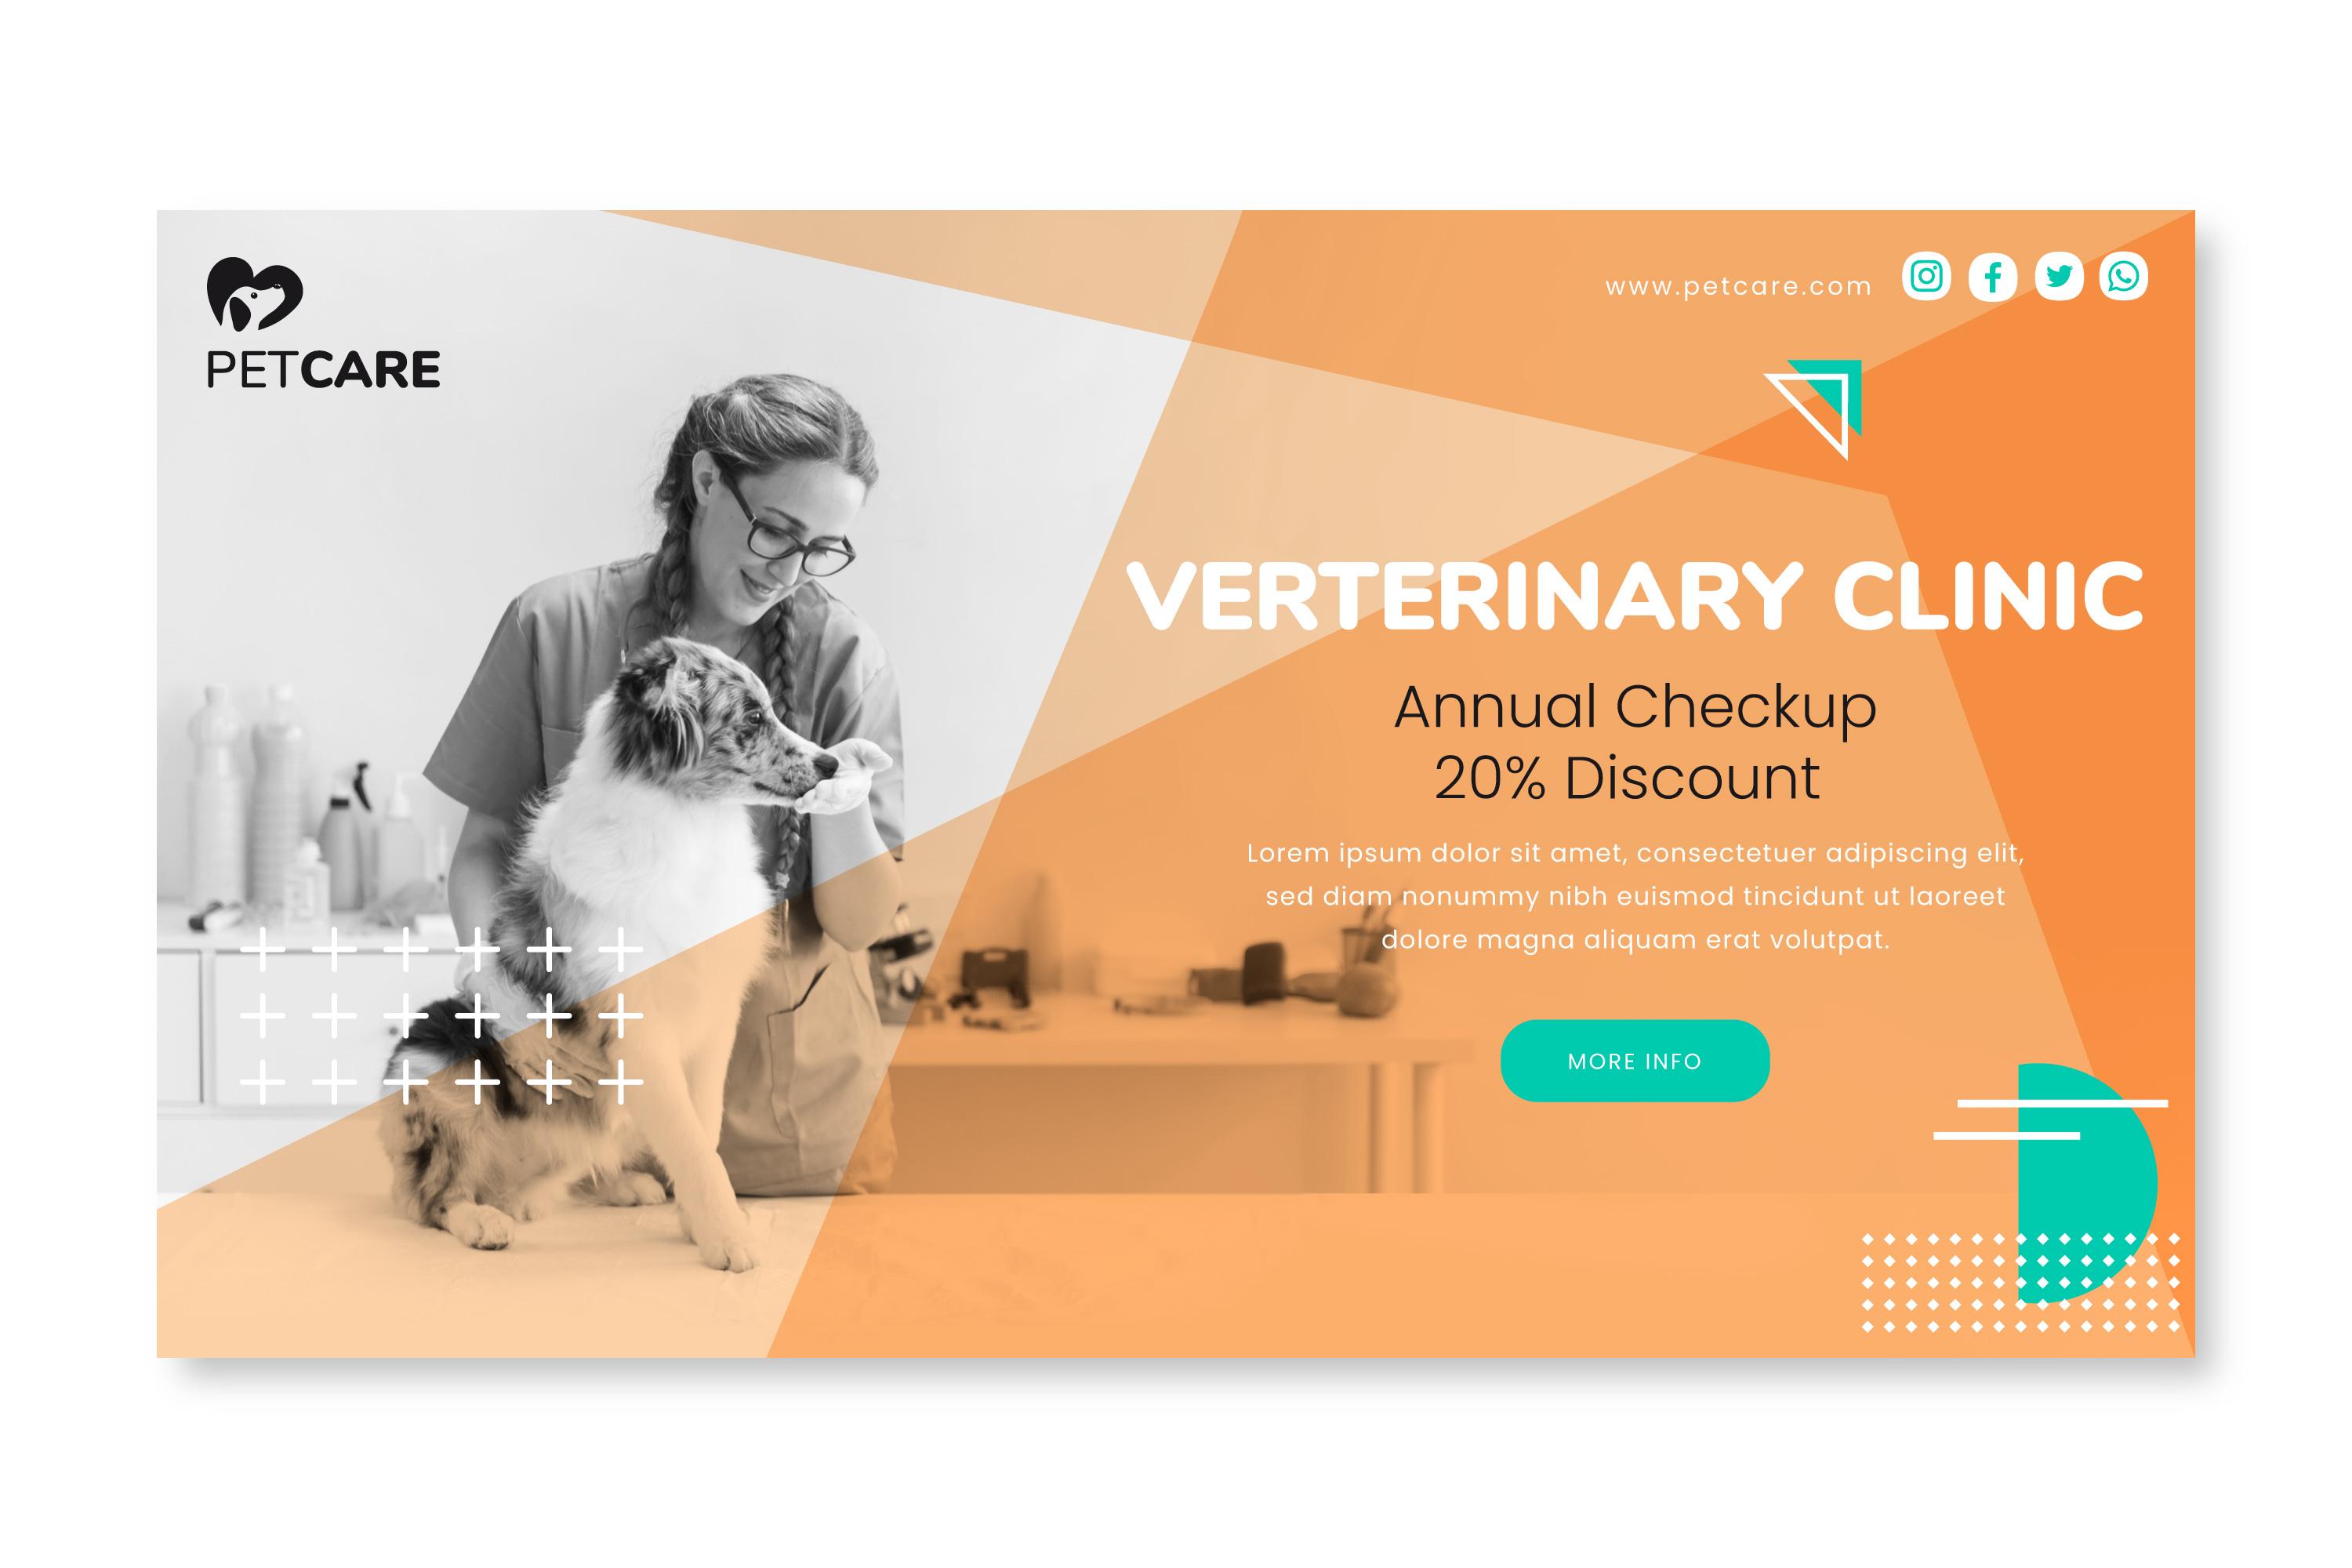 PETCARE
www.petcare.com
VERTERINARY CLINIC
Annual Checkup
20% Discount
Lorem ipsum dolor sit amet, consectetuer adipiscing elit,
sed diam nonummy nibh euismod tincidunt ut laoreet
dolore magna aliquam erat volutpat.
MORE INFO